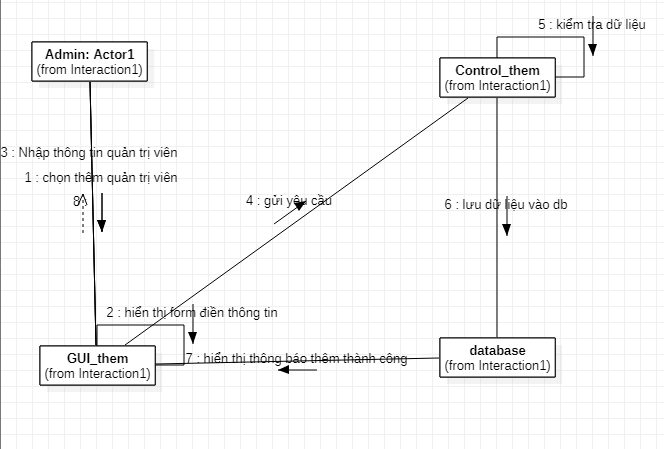 5 : kiểm tra dữ liệu
Admin: Actor1
(from Interaction1)
Control_them
(from Interaction1)
3 : Nhập thông tin quản trị viên
1 : chọn thêm quản trị viên
8
4 : gửi yêu cầu
6 : lưu dữ liệu vào db
2 : hiển thị form điền thông tin
GUI_them
(from Interaction1)
7 : hiển thị thông báo thêm thành công
database
(from Interaction1)